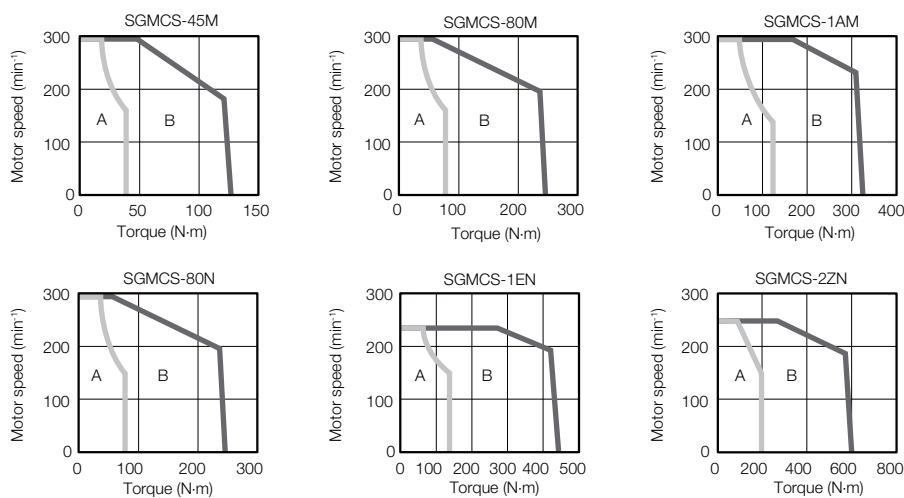 SGMCS-45M
300
200
100
0
Motor speed (min⁻¹)
A
B
0 50 100 150
Torque (N·m)
SGMCS-80M
300
200
100
0
Motor speed (min⁻¹)
A
B
0 100 200 300
Torque (N·m)
SGMCS-1AM
300
200
100
0
Motor speed (min⁻¹)
A
B
0 100 200 300 400
Torque (N·m)
SGMCS-80N
300
200
100
0
Motor speed (min⁻¹)
A
B
0 100 200 300
Torque (N·m)
SGMCS-1EN
300
200
100
0
Motor speed (min⁻¹)
A
B
0 100 200 300 400 500
Torque (N·m)
SGMCS-2ZN
300
200
100
0
Motor speed (min⁻¹)
A
B
0 200 400 600 800
Torque (N·m)